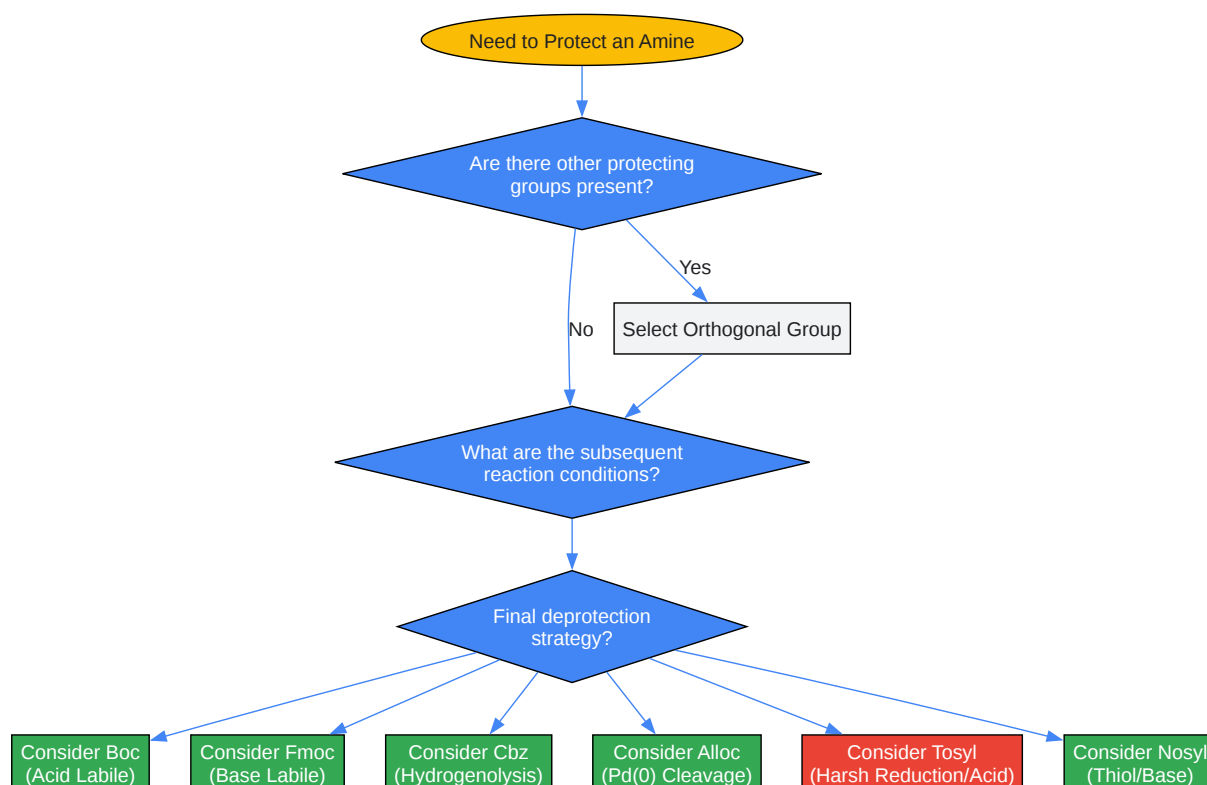 Need to Protect an Amine
Are there other protecting
groups present?
Yes
Select Orthogonal Group
No
What are the subsequent
reaction conditions?
Final deprotection
strategy?
Consider Boc
(Acid Labile)
Consider Fmoc
(Base Labile)
Consider Cbz
(Hydrogenolysis)
Consider Alloc
(Pd(0) Cleavage)
Consider Tosyl
(Harsh Reduction/Acid)
Consider Nosyl
(Thiol/Base)